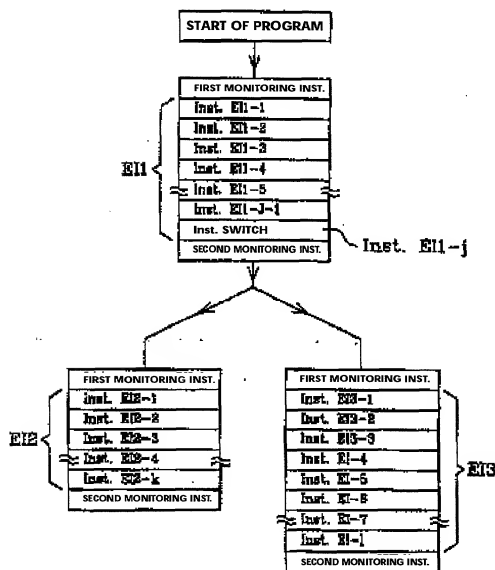 START OF PROGRAM
FIRST MONITORING INST.
Inst. EI1-1
Inst. EI1-2
Inst. EI1-3
Inst. EI1-4
Inst. EI1-5
Inst. EI1-J-1
Inst. SWITCH
SECOND MONITORING INST.
EI1
Inst. EI1-j
FIRST MONITORING INST.
Inst. EI2-1
Inst. EI2-2
Inst. EI2-3
Inst. EI2-4
Inst. EI2-k
SECOND MONITORING INST.
EI2
FIRST MONITORING INST.
Inst. EI3-1
Inst. EI3-2
Inst. EI3-3
Inst. EI-4
Inst. EI-5
Inst. EI-6
Inst. EI-7
Inst. EI-1
SECOND MONITORING INST.
EI3